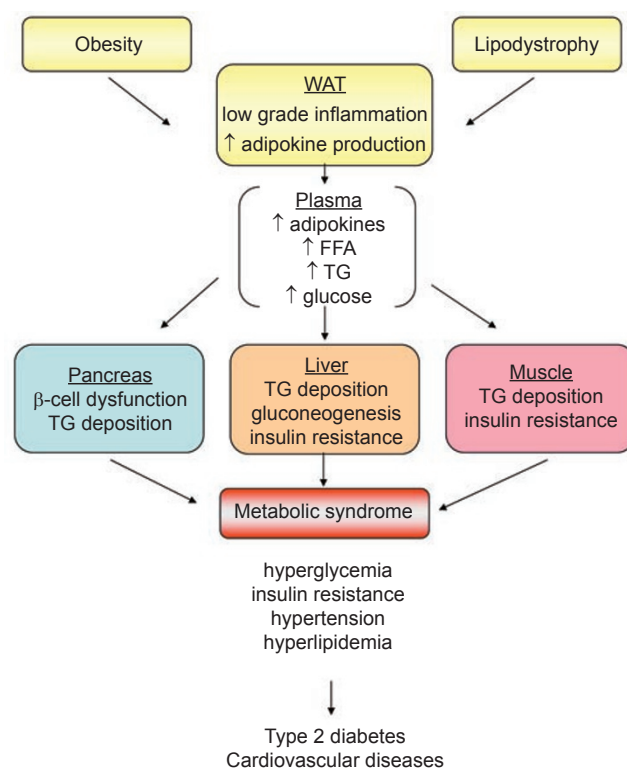 Obesity
Lipodystrophy
WAT
low grade inflammation
↑ adipokine production
Plasma
↑ adipokines
↑ FFA
↑ TG
↑ glucose
Pancreas
β-cell dysfunction
TG deposition
Liver
TG deposition
gluconeogenesis
insulin resistance
Muscle
TG deposition
insulin resistance
Metabolic syndrome
hyperglycemia
insulin resistance
hypertension
hyperlipidemia
Type 2 diabetes
Cardiovascular diseases